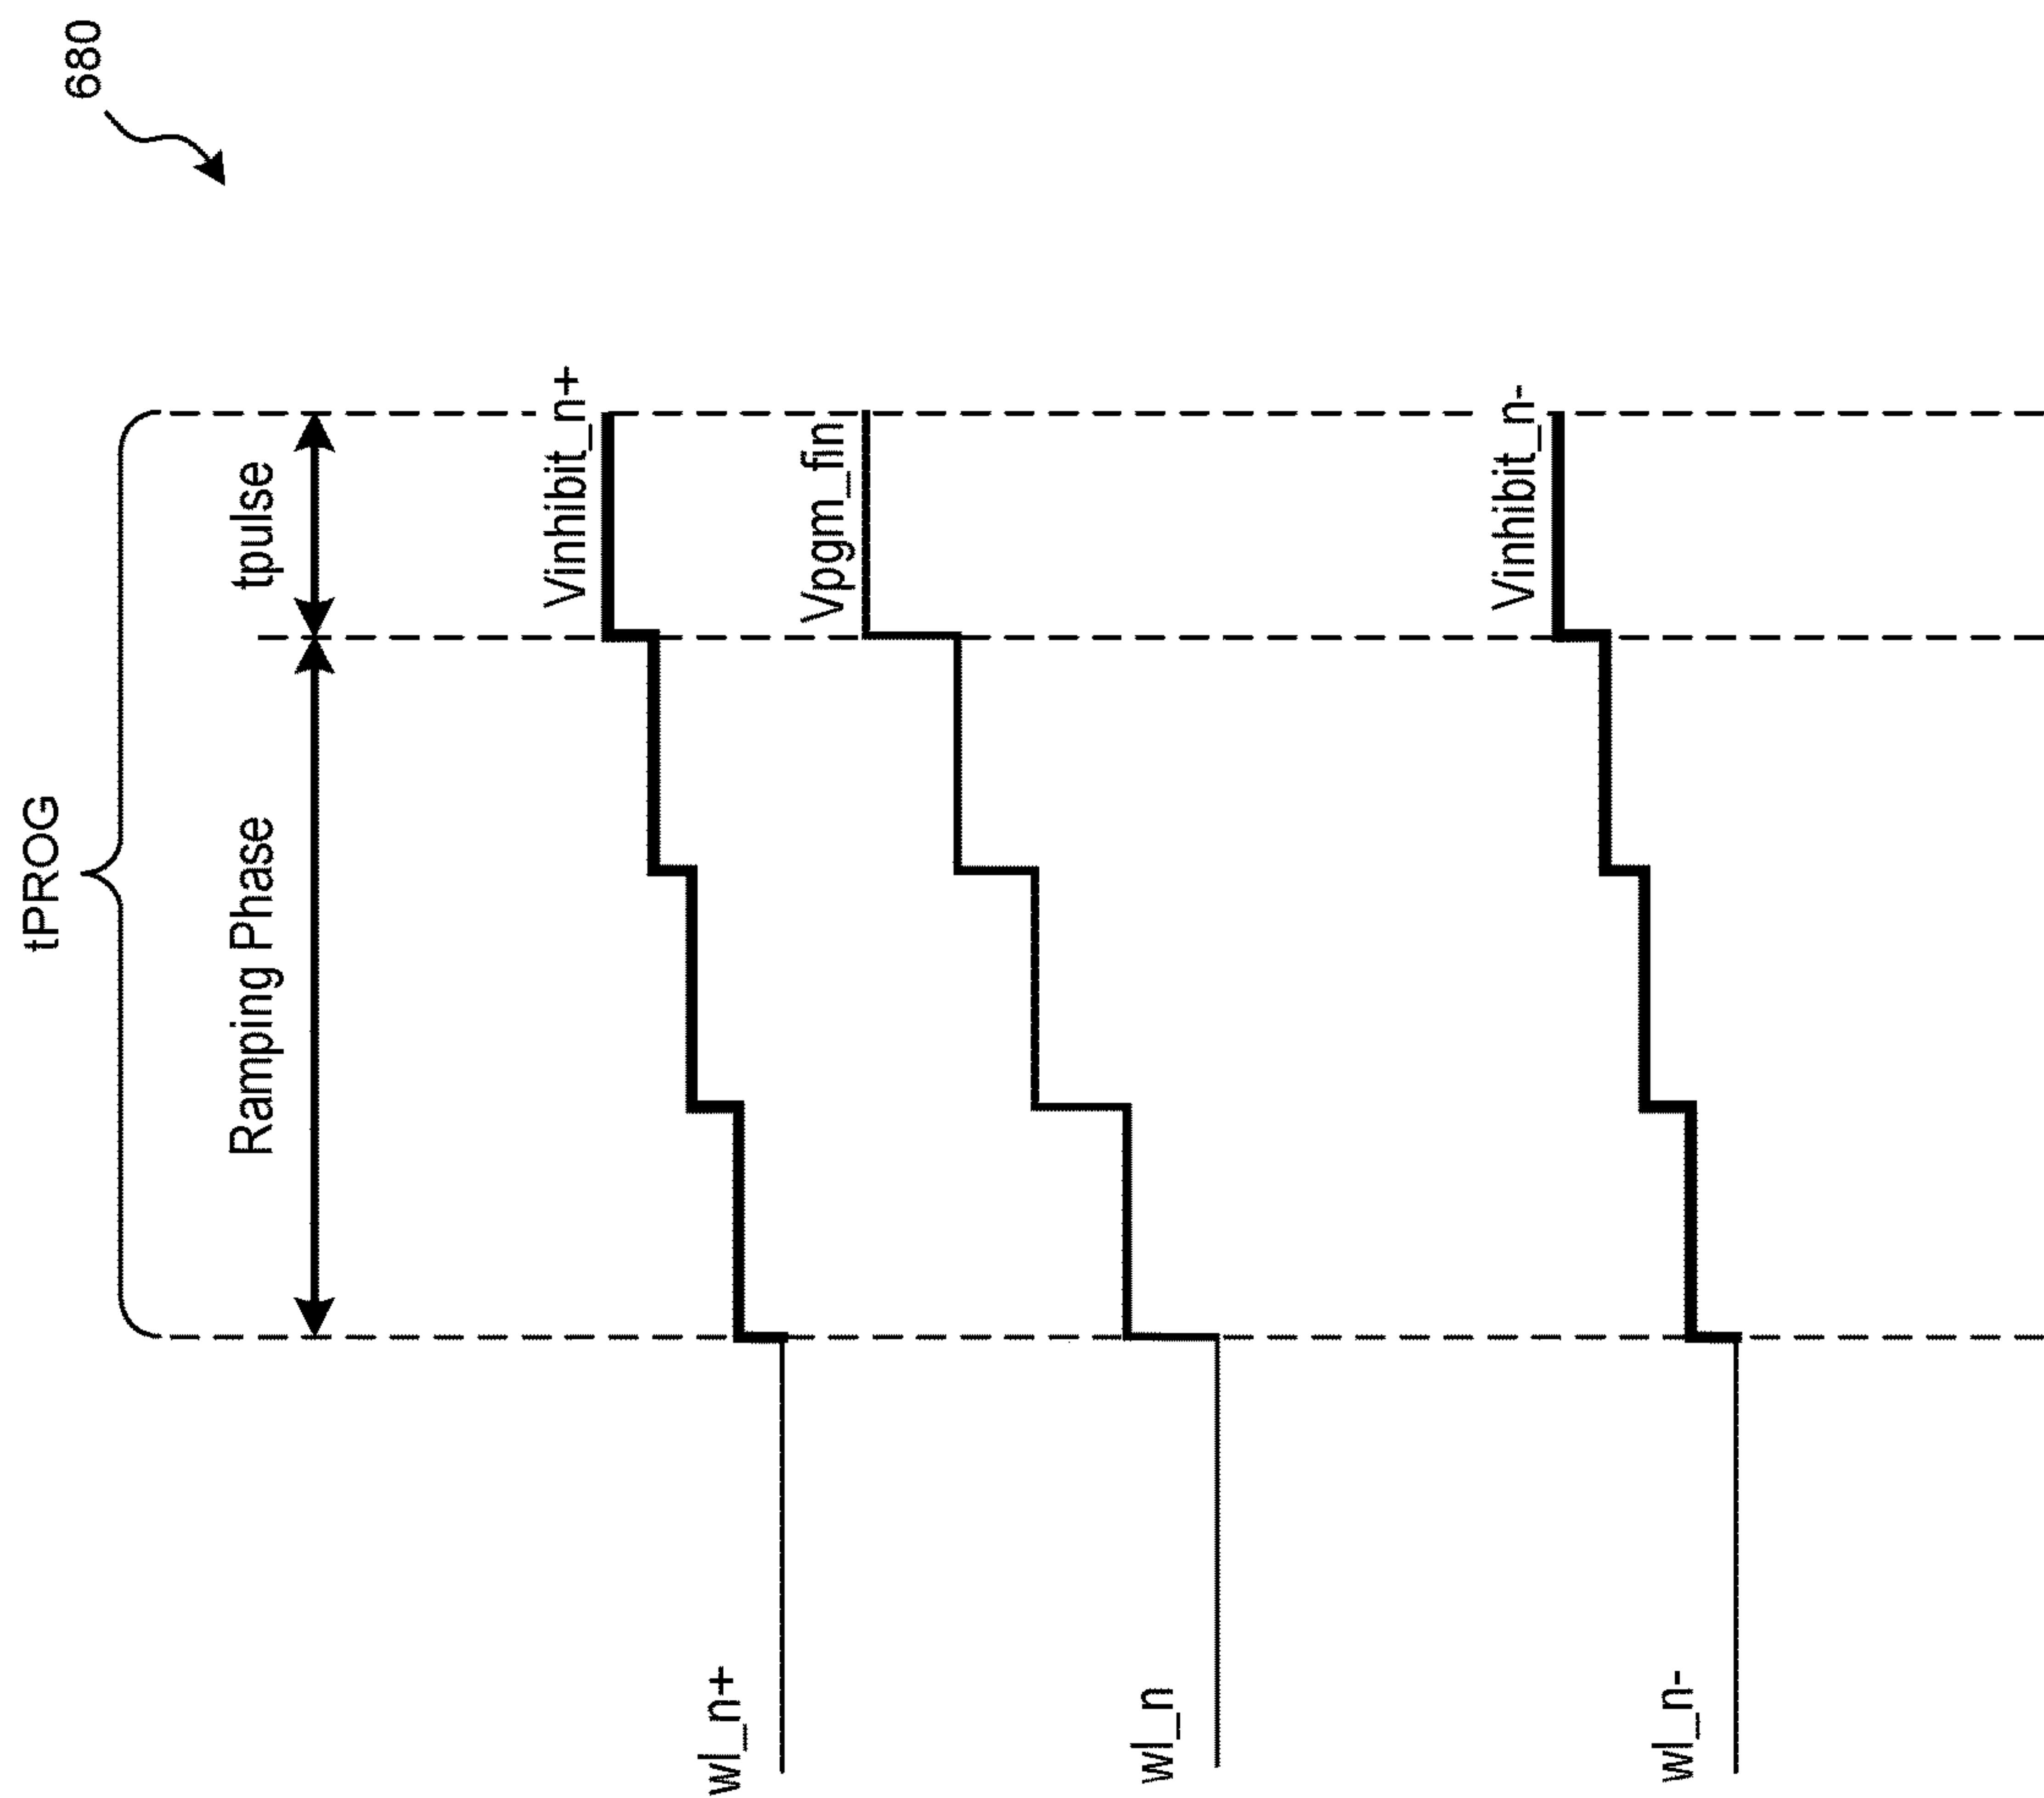 680
tPROG
Ramping Phase
tpulse
wl_n+
Vinhibit_n+
wl_n
Vpgm_fin
wl_n-
Vinhibit_n-